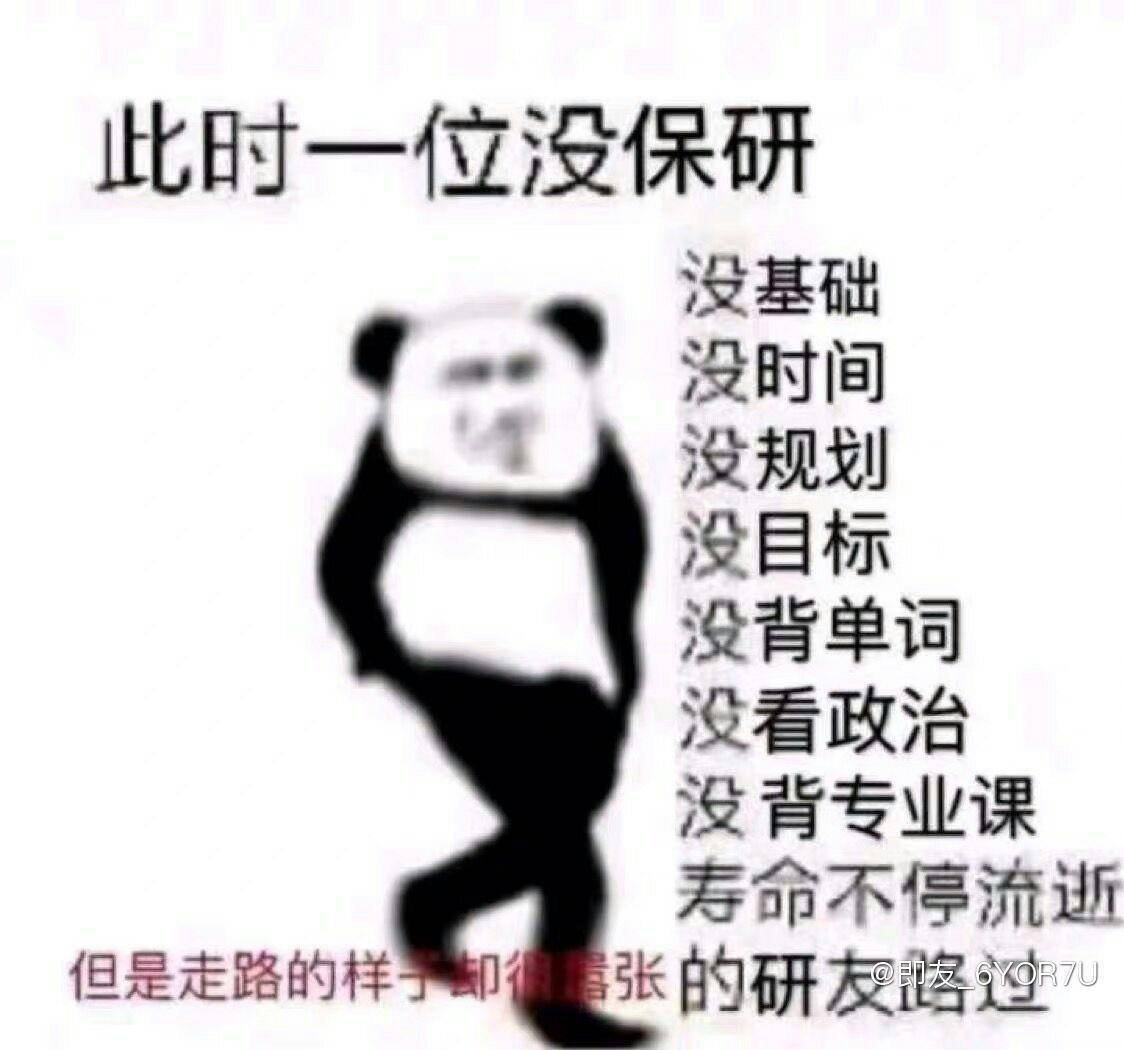 此时一位没保研
没基础
没时间
没规划
没目标
没背单词
没看政治
没背专业课
寿命不停流逝
的研友路过
但是走路的样子却很嚣张
@即友_6YOR7U